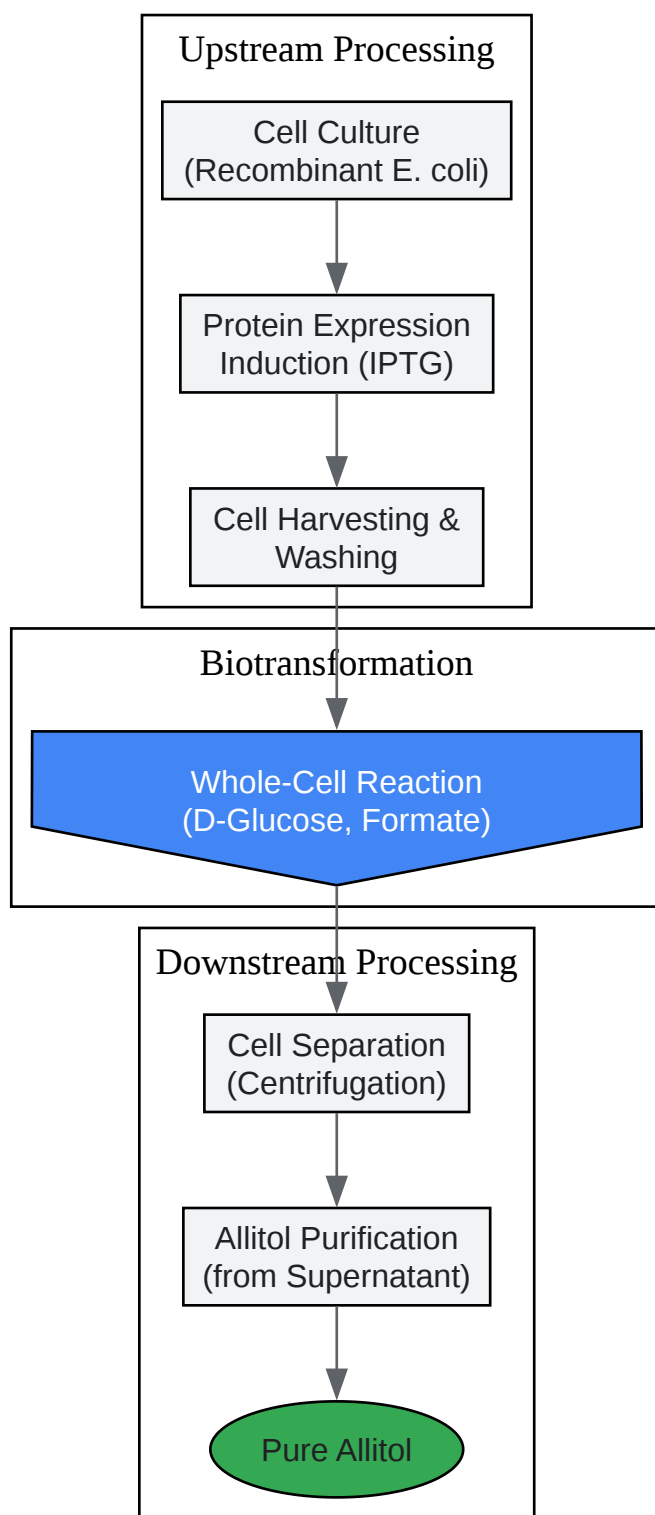 Upstream Processing
Cell Culture
(Recombinant E. coli)
Protein Expression
Induction (IPTG)
Cell Harvesting &
Washing
Biotransformation
Whole-Cell Reaction
(D-Glucose, Formate)
Downstream Processing
Cell Separation
(Centrifugation)
Allitol Purification
(from Supernatant)
Pure Allitol